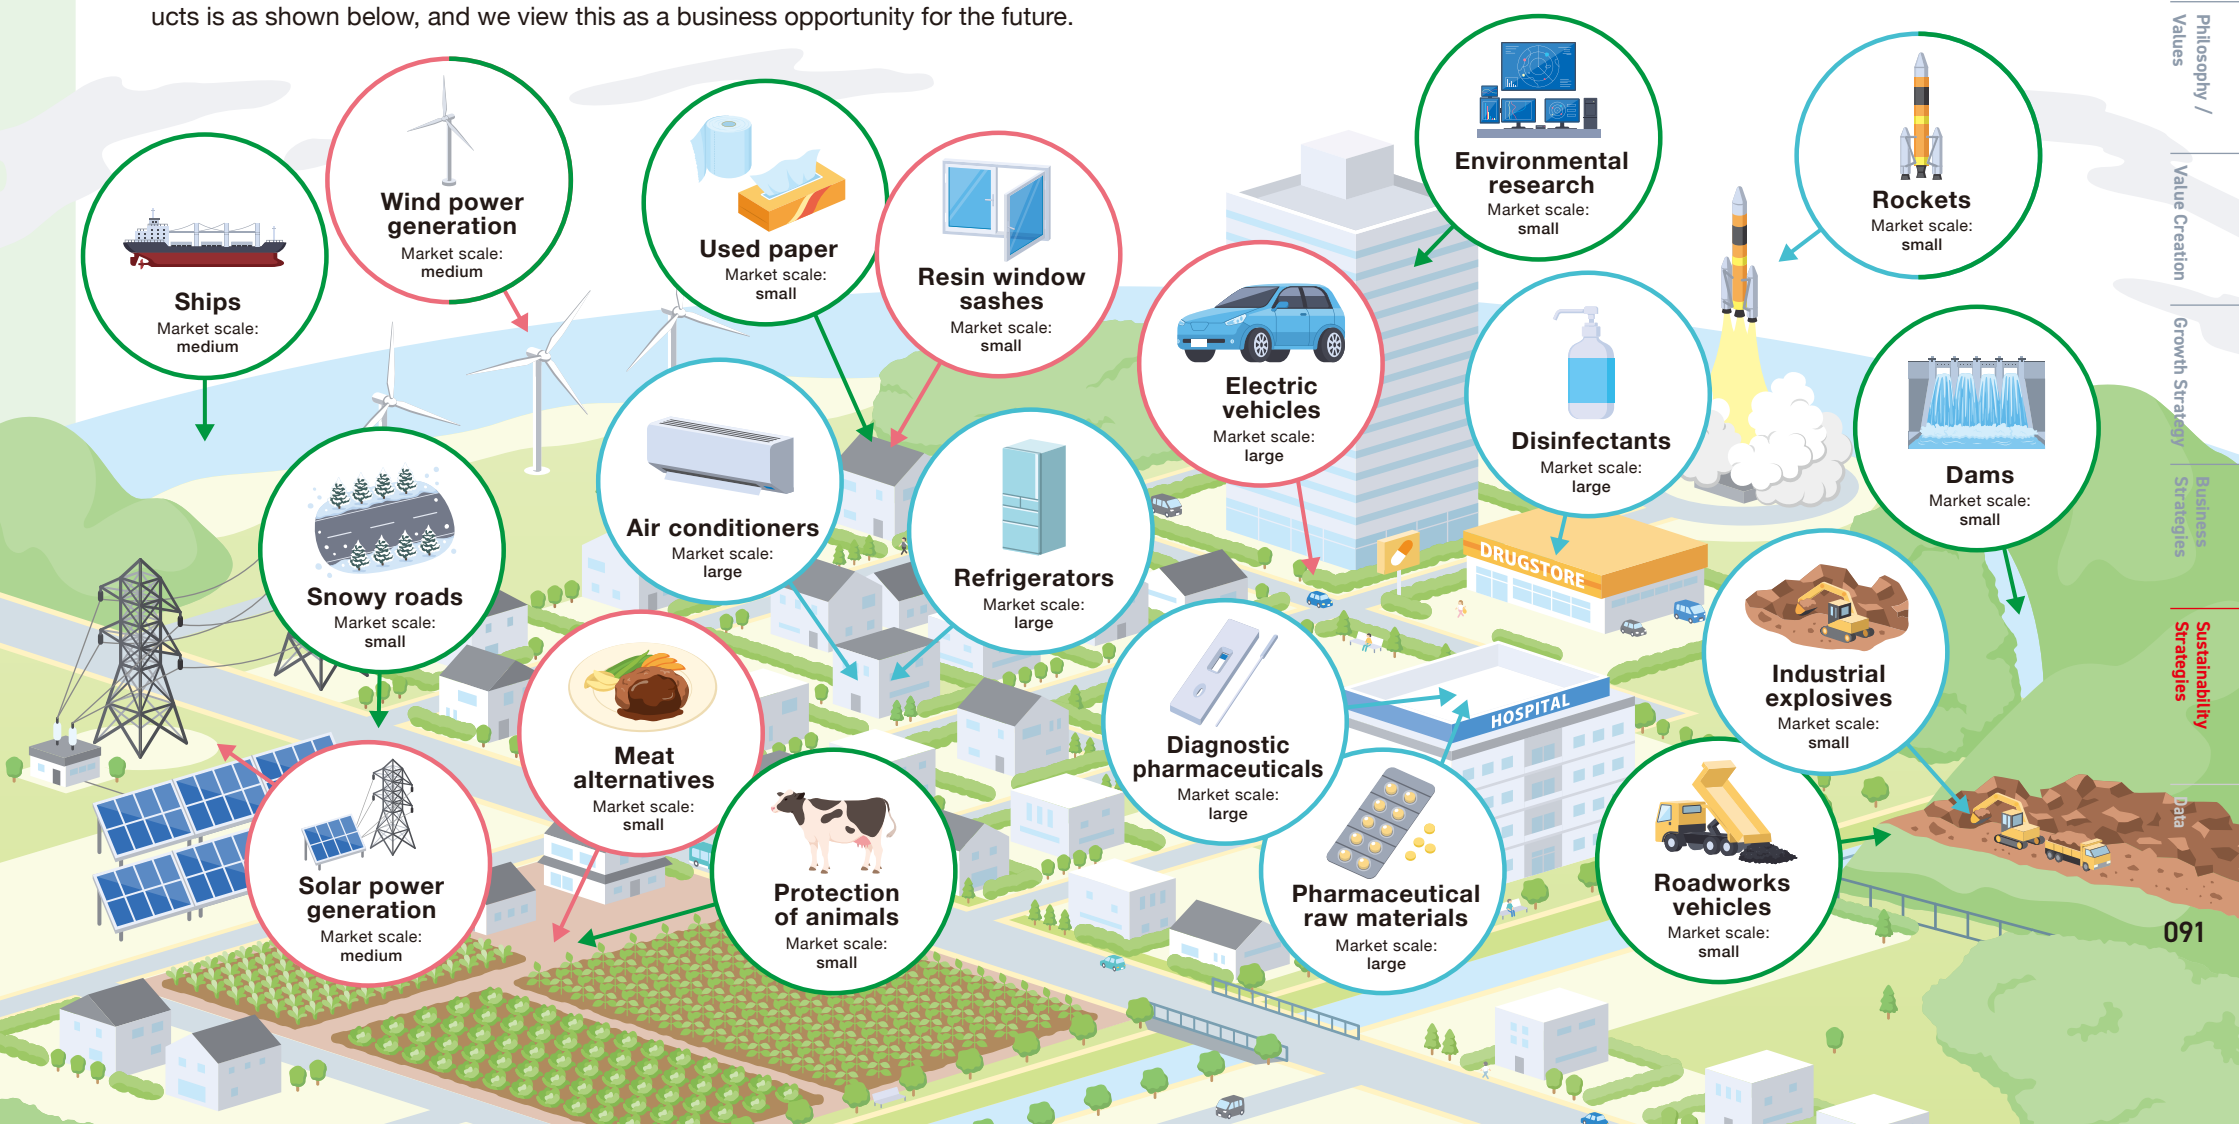 ucts is as shown below, and we view this as a business opportunity for the future.
Ships
Market scale:
medium
Wind power
generation
Market scale:
medium
Used paper
Market scale:
small
Resin window
sashes
Market scale:
small
Environmental
research
Market scale:
small
Rockets
Market scale:
small
Electric
vehicles
Market scale:
large
Disinfectants
Market scale:
large
Dams
Market scale:
small
Snowy roads
Market scale:
small
Air conditioners
Market scale:
large
Refrigerators
Market scale:
large
DRUGSTORE
Industrial
explosives
Market scale:
small
Meat
alternatives
Market scale:
small
Diagnostic
pharmaceuticals
Market scale:
large
HOSPITAL
Solar power
generation
Market scale:
medium
Protection
of animals
Market scale:
small
Pharmaceutical
raw materials
Market scale:
large
Roadworks
vehicles
Market scale:
small
Philosophy /
Values
Value Creation
Growth Strategy
Business
Strategies
Sustainability
Strategies
Data
091